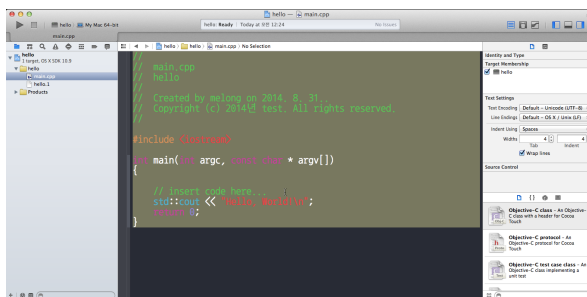 hello — main.cpp
hello My Mac 64-bit
hello: Ready | Today at 오전 12:24
No Issues
main.cpp
hello
1 target, OS X SDK 10.9
hello
main.cpp
hello.1
Products
hello hello main.cpp No Selection
//
// main.cpp
// hello
//
// Created by melong on 2014. 8. 31..
// Copyright (c) 2014년 test. All rights reserved.
//
#include <iostream>
int main(int argc, const char * argv[])
{
// insert code here...
std::cout << "Hello, World!\n";
return 0;
}
Identity and Type
Target Membership
hello
Text Settings
Text Encoding Default - Unicode (UTF-8)
Line Endings Default - OS X / Unix (LF)
Indent Using Spaces
Widths 4 4
Tab Indent
Wrap lines
Source Control
Objective-C class - An Objective-
C class with a header for Cocoa
Touch
Objective-C protocol - An
Objective-C protocol for Cocoa
Touch
Objective-C test case class - An
Objective-C class implementing a
unit test